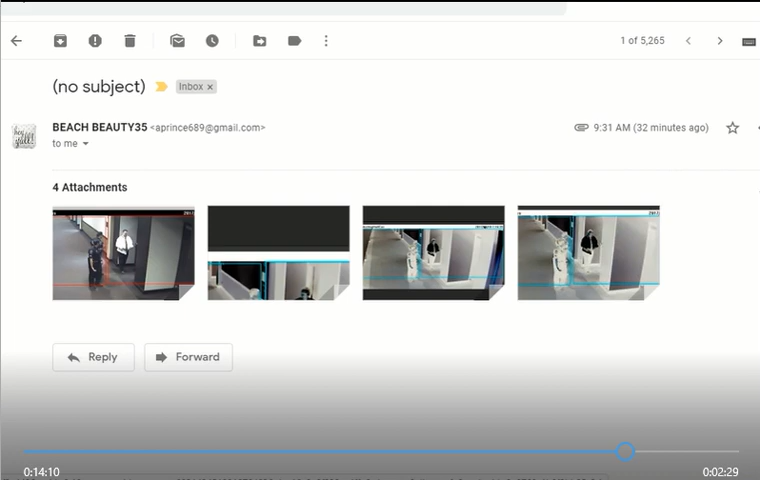 1 of 5,265
(no subject)
Inbox ×
BEACH BEAUTY35 <aprince689@gmail.com>
9:31 AM (32 minutes ago)
to me
4 Attachments
Reply
Forward
0:14:10
0:02:29